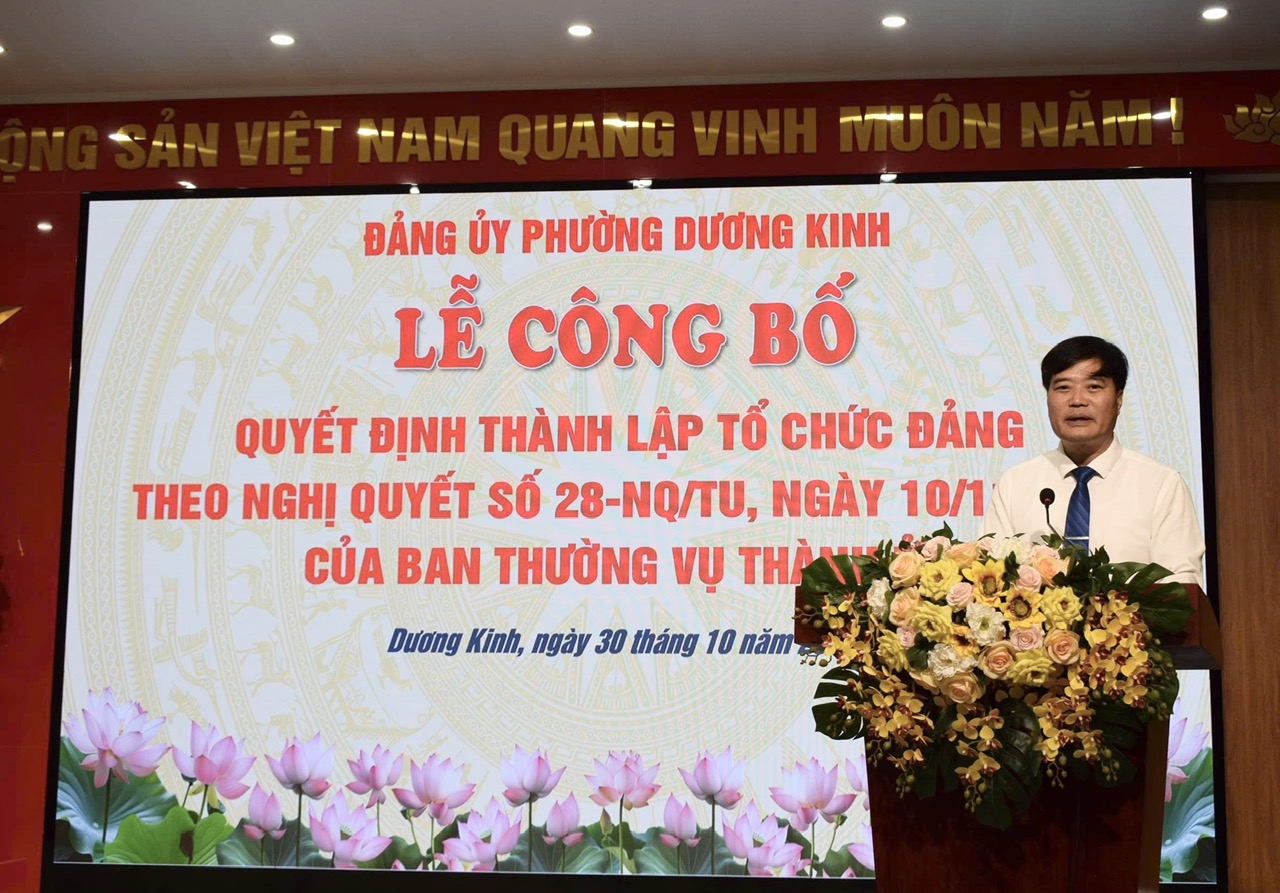 ỘNG SẢN VIỆT NAM QUANG VINH MUÔN NĂM !
ĐẢNG ỦY PHƯỜNG DƯƠNG KINH
LỄ CÔNG BỐ
QUYẾT ĐỊNH THÀNH LẬP TỔ CHỨC ĐẢNG
THEO NGHỊ QUYẾT SỐ 28-NQ/TU, NGÀY 10/1
CỦA BAN THƯỜNG VỤ THÀNH
Dương Kinh, ngày 30 tháng 10 năm